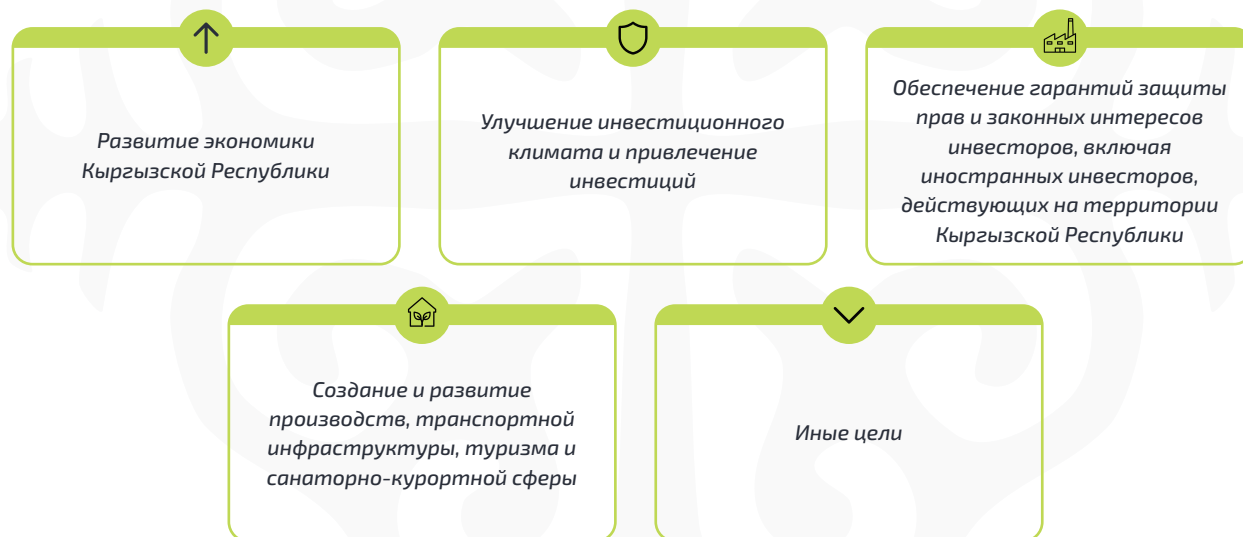 Развитие экономики
Кыргызской Республики
Улучшение инвестиционного
климата и привлечение
инвестиций
Обеспечение гарантий защиты
прав и законных интересов
инвесторов, включая
иностранных инвесторов,
действующих на территории
Кыргызской Республики
Создание и развитие
производств, транспортной
инфраструктуры, туризма и
санаторно-курортной сферы
Иные цели